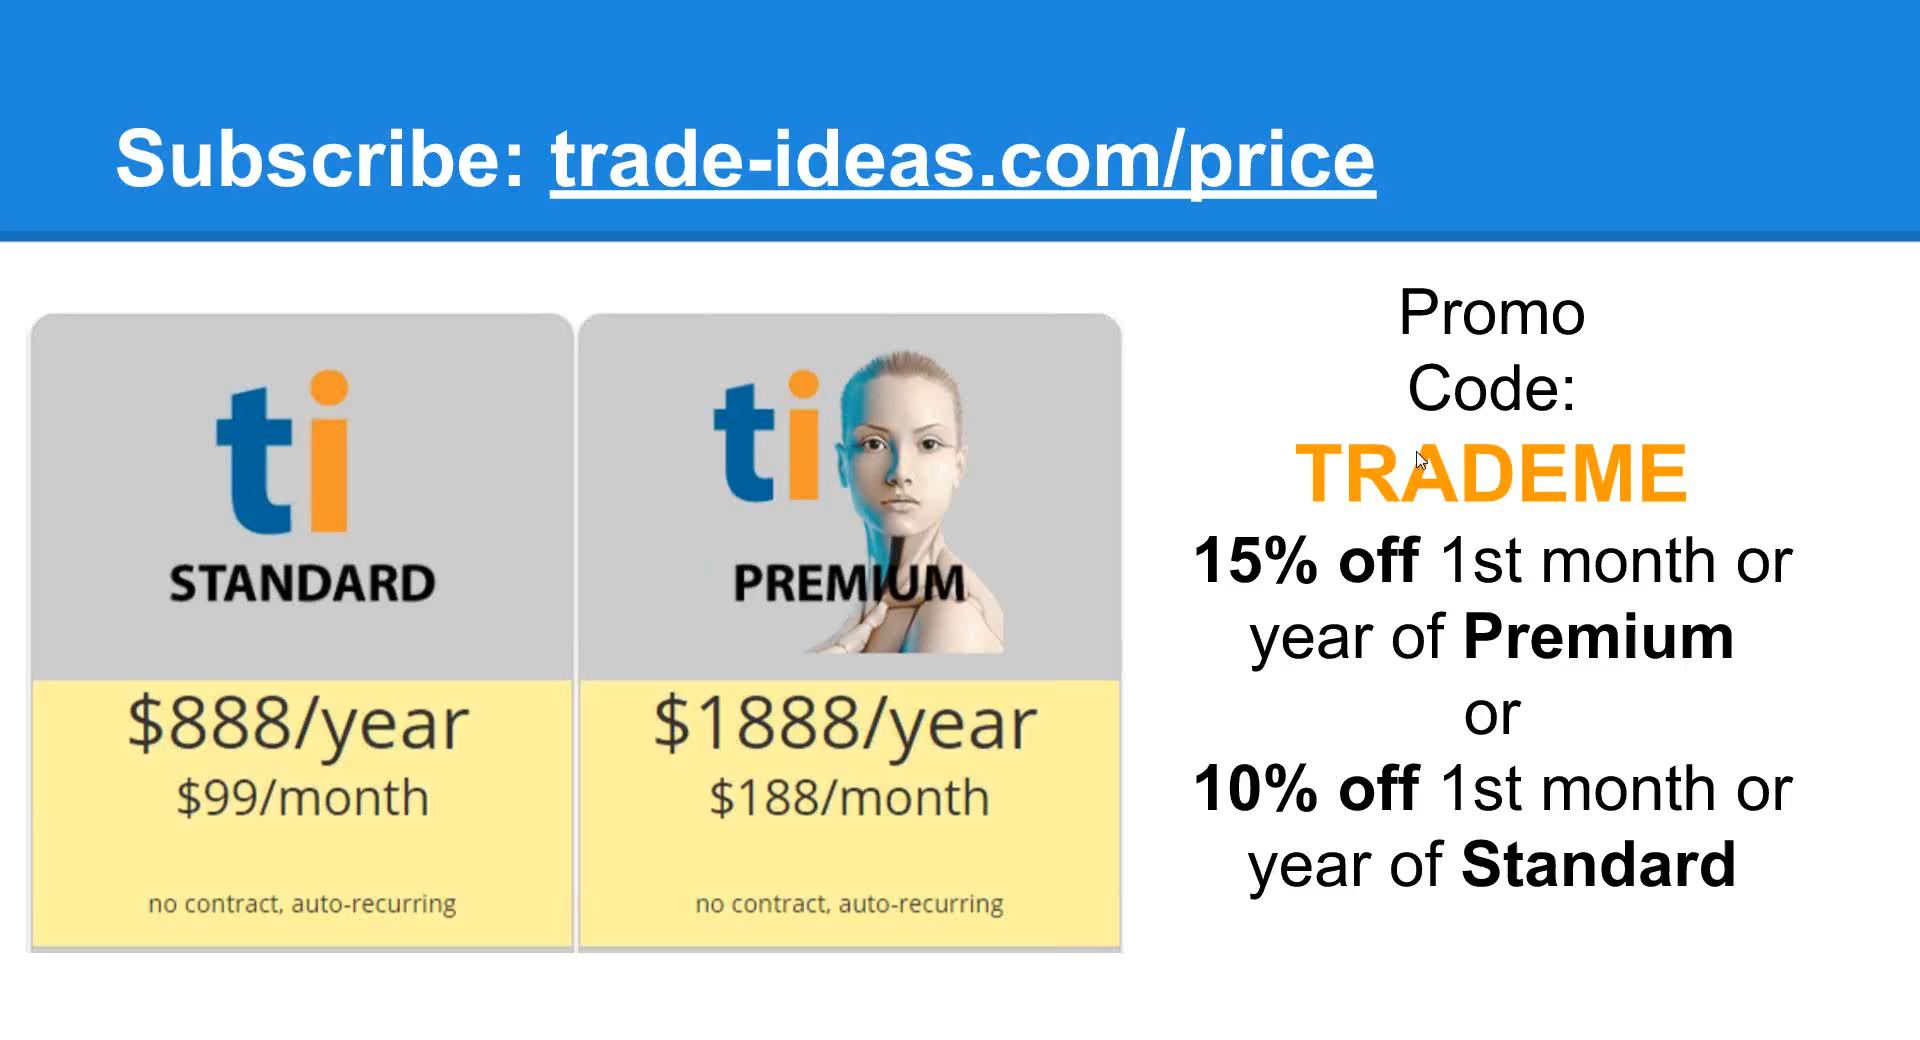 Subscribe: trade-ideas.com/price
ti
STANDARD
$888/year
$99/month
no contract, auto-recurring
ti
PREMIUM
$1888/year
$188/month
no contract, auto-recurring
Promo
Code:
TRADEME
15% off 1st month or
year of Premium
or
10% off 1st month or
year of Standard